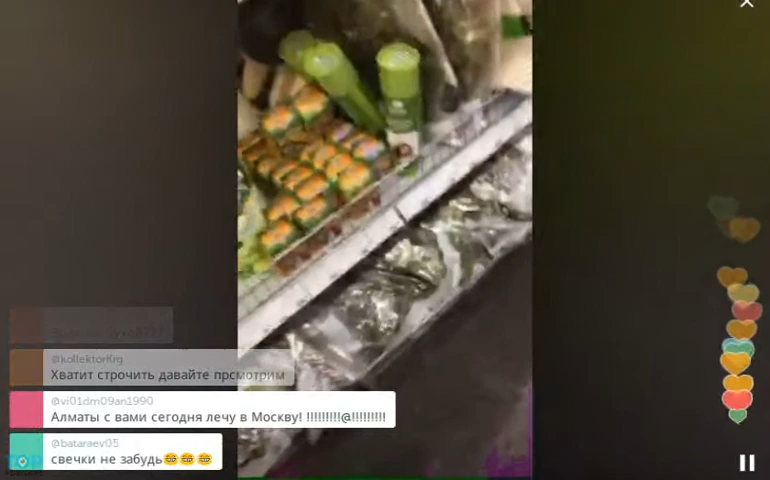 @kollektorKrg
Хватит строчить давайте прсмотрим
@vi01dm09an1990
Алматы с вами сегодня лечу в Москву! !!!!!!!!!@!!!!!!!!!
@bataraev05
свечки не забудь😂😂😂